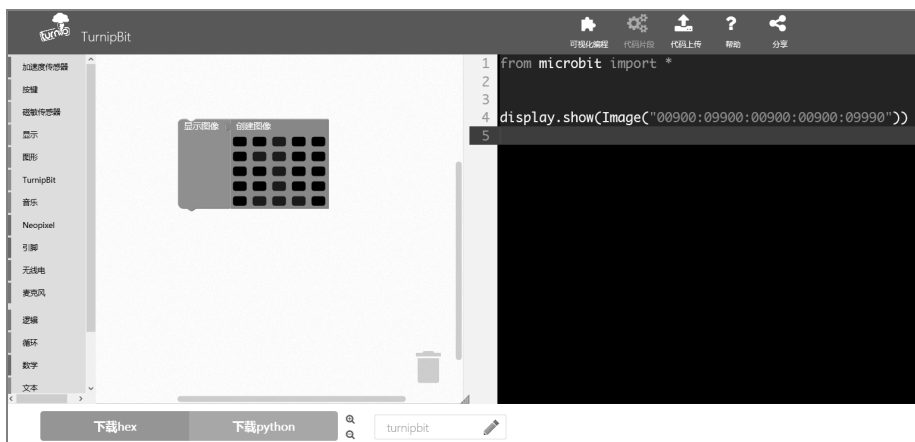 Turnip
TurnipBit
可视化编程
代码片段
代码上传
?
帮助
分享
加速度传感器
按键
磁敏传感器
显示
图形
TurnipBit
音乐
Neopixel
引脚
无线电
麦克风
逻辑
循环
数学
文本
显示图像
创建图像
1 from microbit import *
2
3
4 display.show(Image("00900:09900:00900:00900:09990"))
5
下载hex
下载python
turnipbit